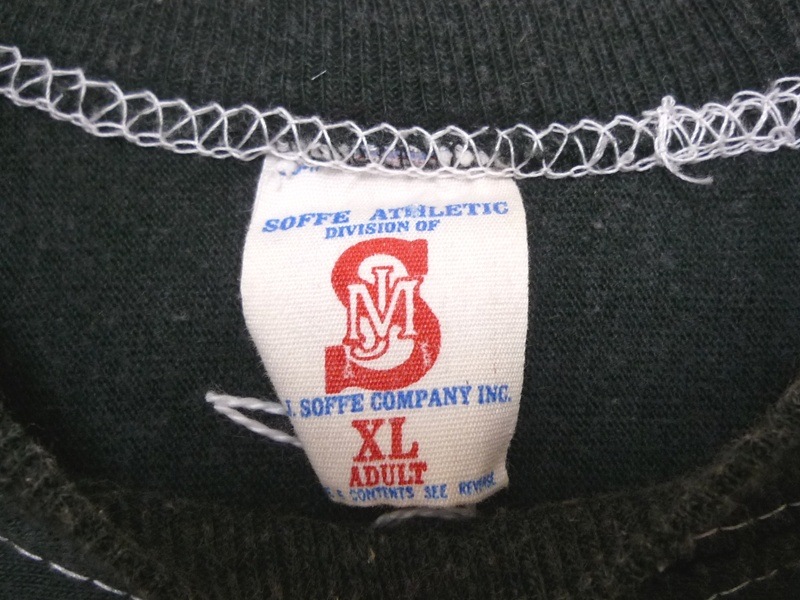 SOFFE ATHLETIC
DIVISION OF
MJS
. SOFFE COMPANY INC.
XL
ADULT
& CONTENTS SEE REVERSE